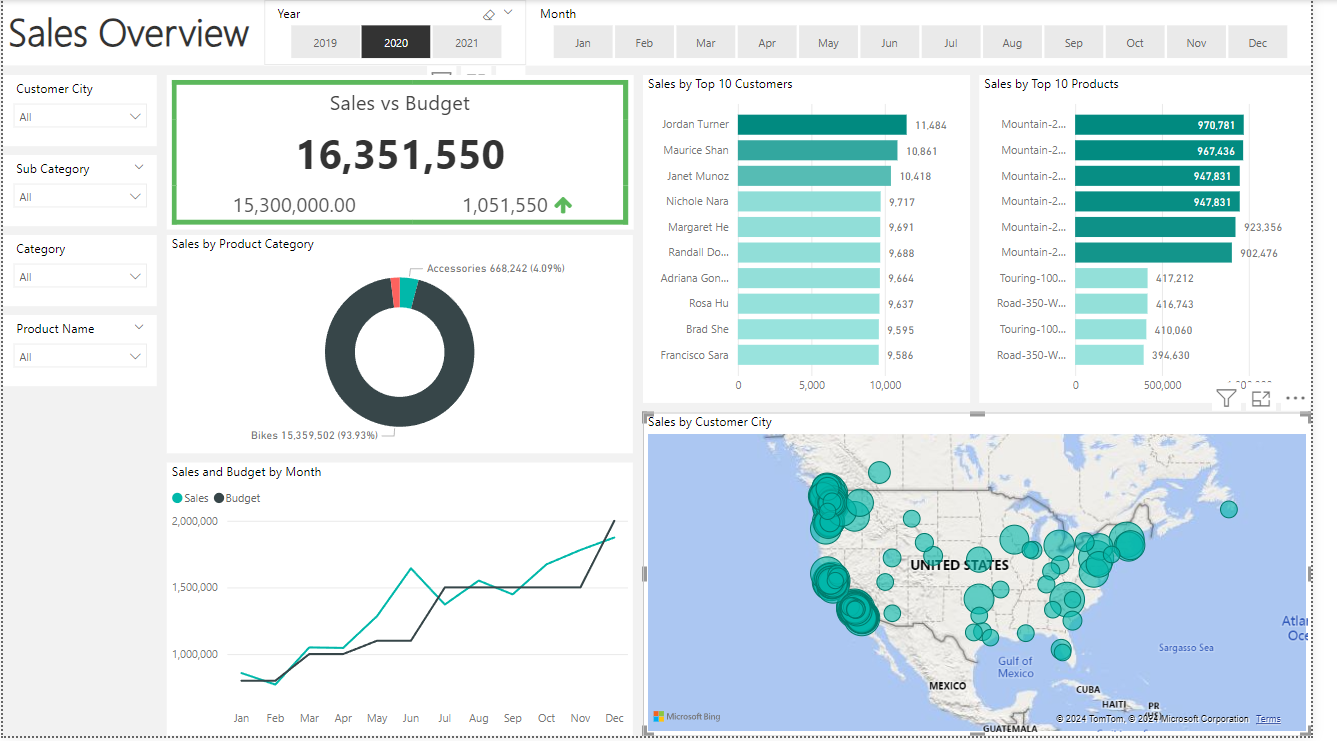 Sales Overview
Year
2019 2020 2021
Month
Jan Feb Mar Apr May Jun Jul Aug Sep Oct Nov Dec
Customer City
All
Sub Category
All
Category
All
Product Name
All
Sales vs Budget
16,351,550
15,300,000.00 1,051,550
Sales by Product Category
Accessories 668,242 (4.09%)
Bikes 15,359,502 (93.93%)
Sales and Budget by Month
Sales Budget
2,000,000
1,500,000
1,000,000
Jan Feb Mar Apr May Jun Jul Aug Sep Oct Nov Dec
Sales by Top 10 Customers
Jordan Turner 11,484
Maurice Shan 10,861
Janet Munoz 10,418
Nichole Nara 9,717
Margaret He 9,691
Randall Do... 9,688
Adriana Gon... 9,664
Rosa Hu 9,637
Brad She 9,595
Francisco Sara 9,586
0 5,000 10,000
Sales by Top 10 Products
Mountain-2... 970,781
Mountain-2... 967,436
Mountain-2... 947,831
Mountain-2... 947,831
Mountain-2... 923,356
Mountain-2... 902,476
Touring-100... 417,212
Road-350-W... 416,743
Touring-100... 410,060
Road-350-W... 394,630
0 500,000
Sales by Customer City
UNITED STATES
Sargasso Sea
Gulf of
Mexico
MEXICO
CUBA
HAITI
PR
GUATEMALA
Microsoft Bing
© 2024 TomTom, © 2024 Microsoft Corporation Terms